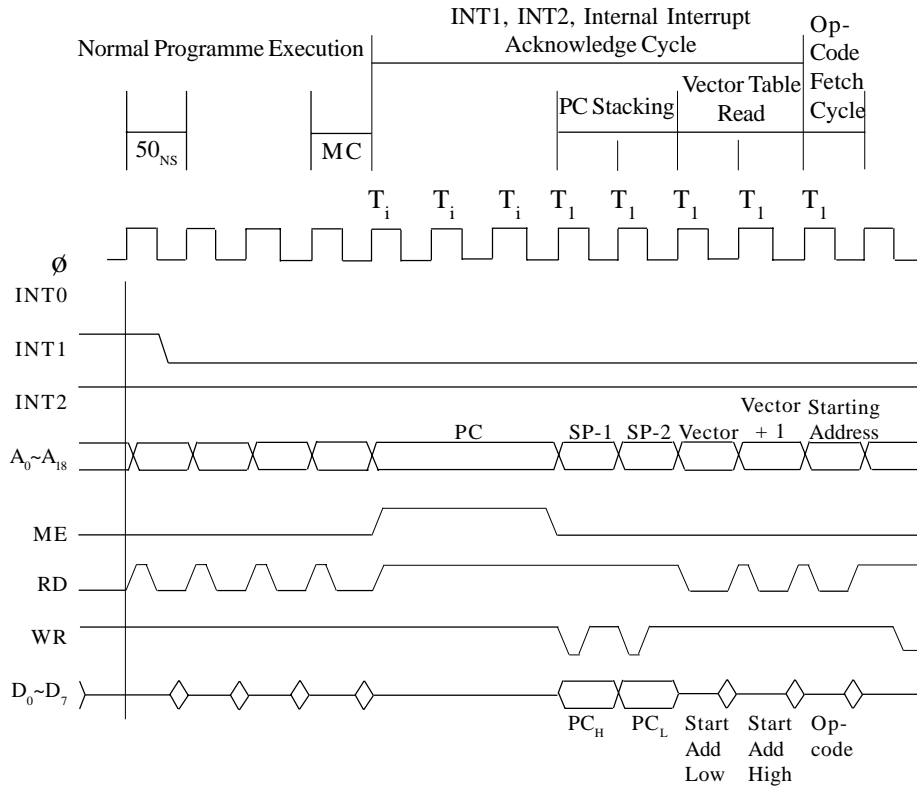 INT1, INT2, Internal Interrupt
Acknowledge Cycle
Normal Programme Execution
Op-
Code
Fetch
Cycle
PC Stacking
Vector Table
Read
50NS
MC
Ti Ti Ti T1 T1 T1 T1 T1
ø
INT0
INT1
INT2
PC
SP-1
SP-2
Vector
Vector
+ 1
Starting
Address
A0~A18
ME
RD
WR
D0~D7
PCH
PCL
Start
Add
Low
Start
Add
High
Op-
code